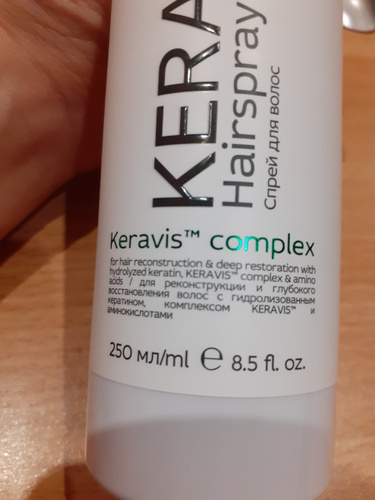 KERA
Hairspray
Спрей для волос
Keravis™ complex
for hair reconstruction & deep restoration with
hydrolyzed keratin, KERAVIS™ complex & amino
acids / для реконструкции и глубокого
восстановления волос с гидролизованным
кератином, комплексом KERAVIS™ и
аминокислотами
250 мл/ml ℮ 8.5 fl. oz.